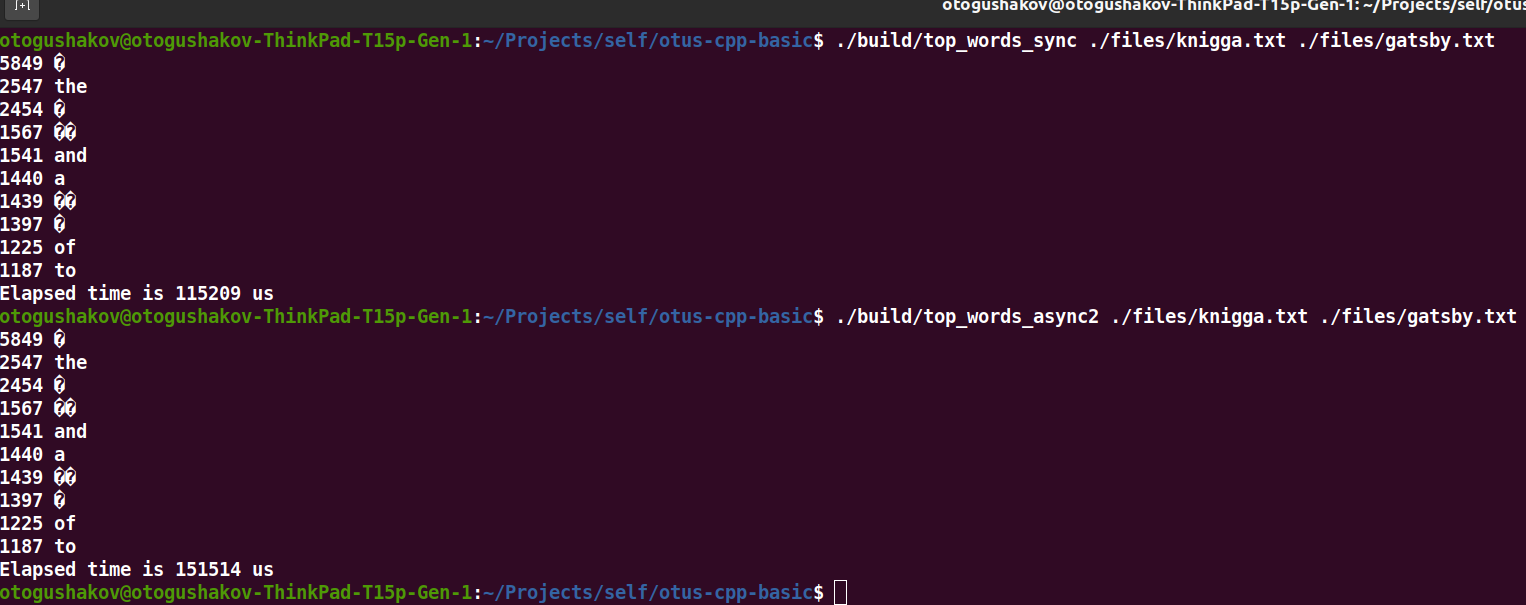 otogushakov@otogushakov-ThinkPad-T15p-Gen-1: ~/Projects/self/otus
otogushakov@otogushakov-ThinkPad-T15p-Gen-1:~/Projects/self/otus-cpp-basic$ ./build/top_words_sync ./files/knigga.txt ./files/gatsby.txt
5849 �
2547 the
2454 �
1567 ��
1541 and
1440 a
1439 ��
1397 �
1225 of
1187 to
Elapsed time is 115209 us
otogushakov@otogushakov-ThinkPad-T15p-Gen-1:~/Projects/self/otus-cpp-basic$ ./build/top_words_async2 ./files/knigga.txt ./files/gatsby.txt
5849 �
2547 the
2454 �
1567 ��
1541 and
1440 a
1439 ��
1397 �
1225 of
1187 to
Elapsed time is 151514 us
otogushakov@otogushakov-ThinkPad-T15p-Gen-1:~/Projects/self/otus-cpp-basic$